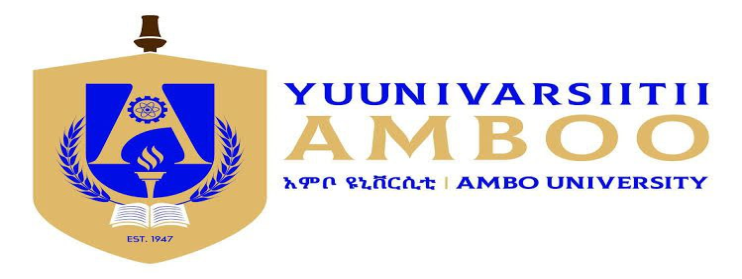 YUUNIVARSIITII
AMBOO
አምቦ ዩኒቨርሲቲ | AMBO UNIVERSITY
A
EST. 1947